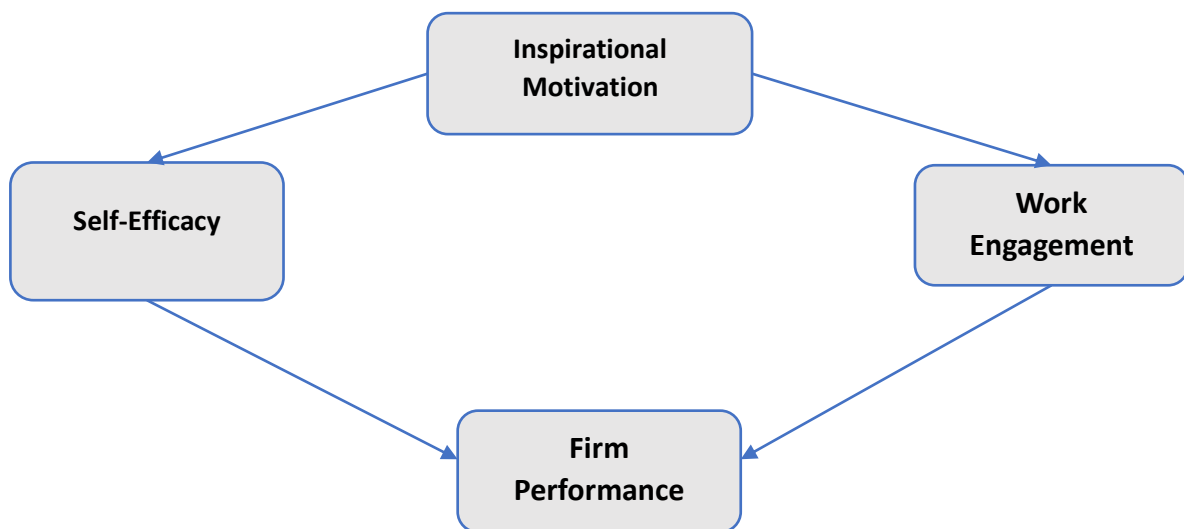 Inspirational
Motivation
Self-Efficacy
Work
Engagement
Firm
Performance